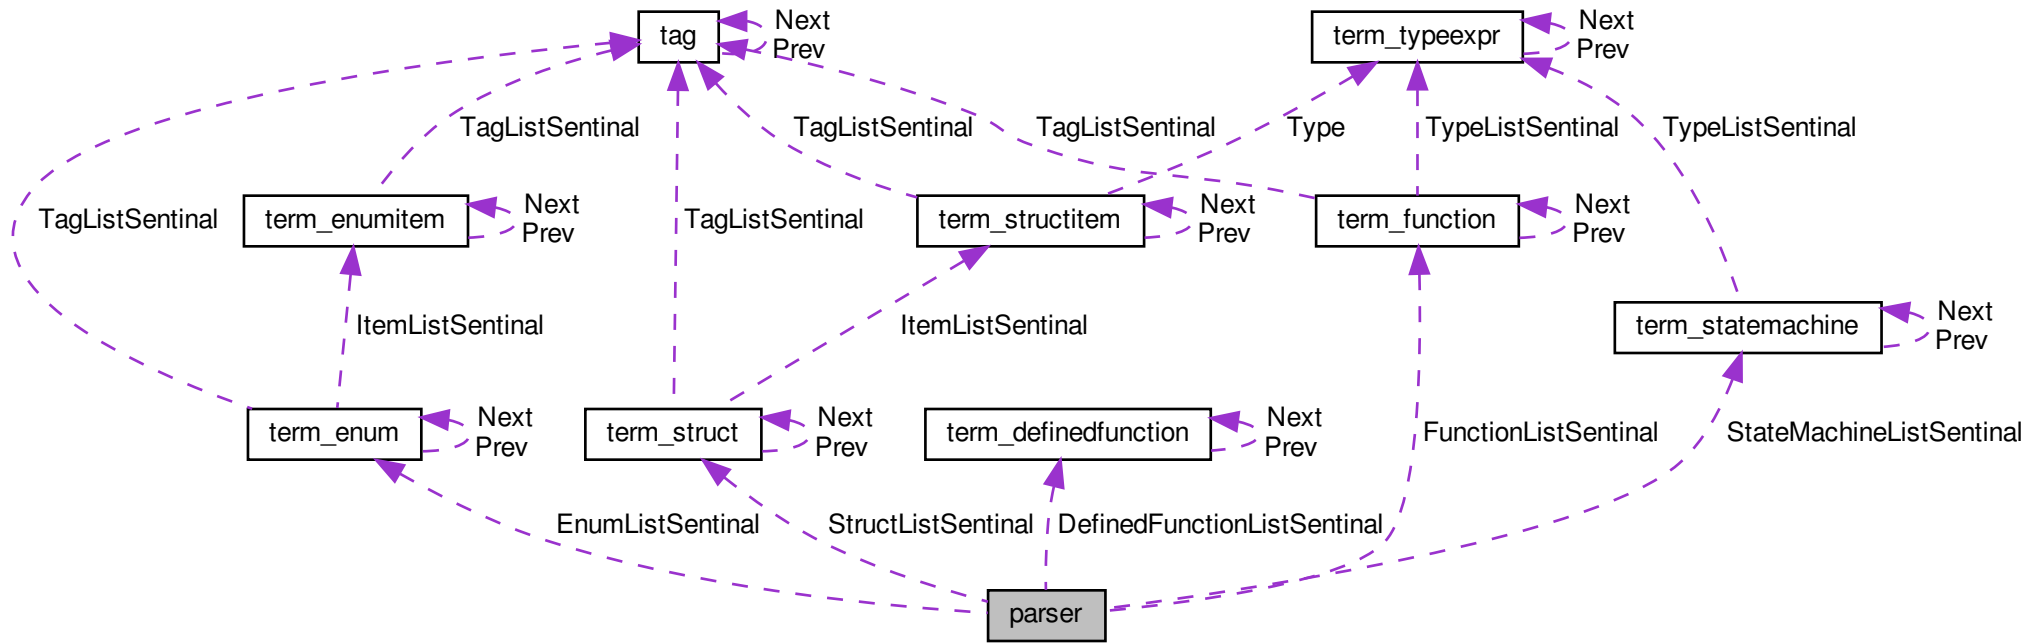 tag
Next
Prev
term_typeexpr
Next
Prev
TagListSentinal
TagListSentinal
TagListSentinal
Type
TypeListSentinal
TypeListSentinal
TagListSentinal
term_enumitem
Next
Prev
TagListSentinal
term_structitem
Next
Prev
term_function
Next
Prev
ItemListSentinal
ItemListSentinal
term_statemachine
Next
Prev
term_enum
Next
Prev
term_struct
Next
Prev
term_definedfunction
Next
Prev
FunctionListSentinal
StateMachineListSentinal
EnumListSentinal
StructListSentinal
DefinedFunctionListSentinal
parser